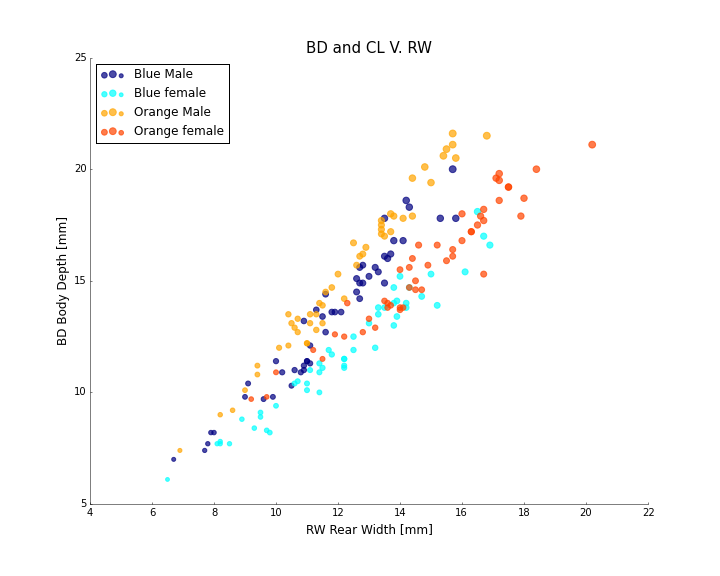 BD and CL V. RW
25
Blue Male
Blue female
Orange Male
Orange female
20
BD Body Depth [mm]
15
10
5
4 6 8 10 12 14 16 18 20 22
RW Rear Width [mm]